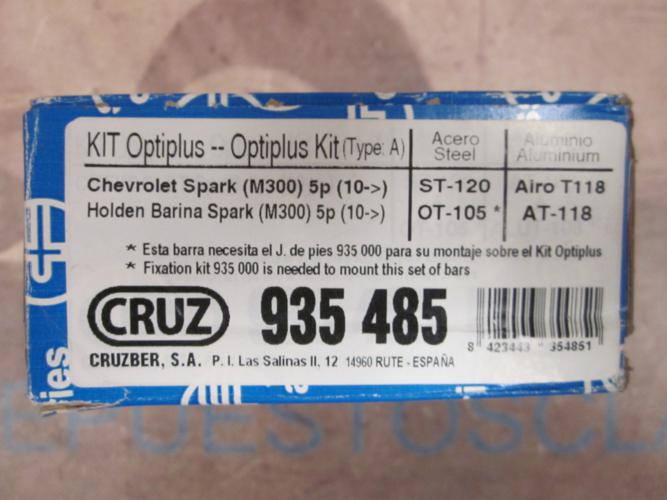 KIT Optiplus -- Optiplus Kit (Type: A)
Acero
Steel
Aluminio
Aluminium
Chevrolet Spark (M300) 5p (10->) ST-120 Airo T118
Holden Barina Spark (M300) 5p (10->) OT-105 * AT-118
* Esta barra necesita el J. de pies 935 000 para su montaje sobre el Kit Optiplus
* Fixation kit 935 000 is needed to mount this set of bars
CRUZ 935 485
8 423443 354851
CRUZBER, S.A. P. I. Las Salinas II, 12 14960 RUTE - ESPAÑA
ies
EPUESTOSCLA